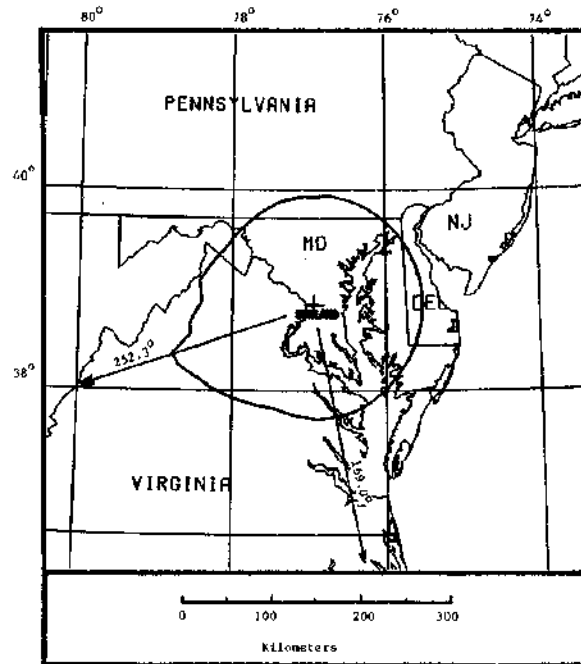 80° 78° 76° 74°
PENNSYLVANIA
40°
NJ
MD
DEL
252.3°
38°
VIRGINIA
169.0°
0 100 200 300
Kilometers